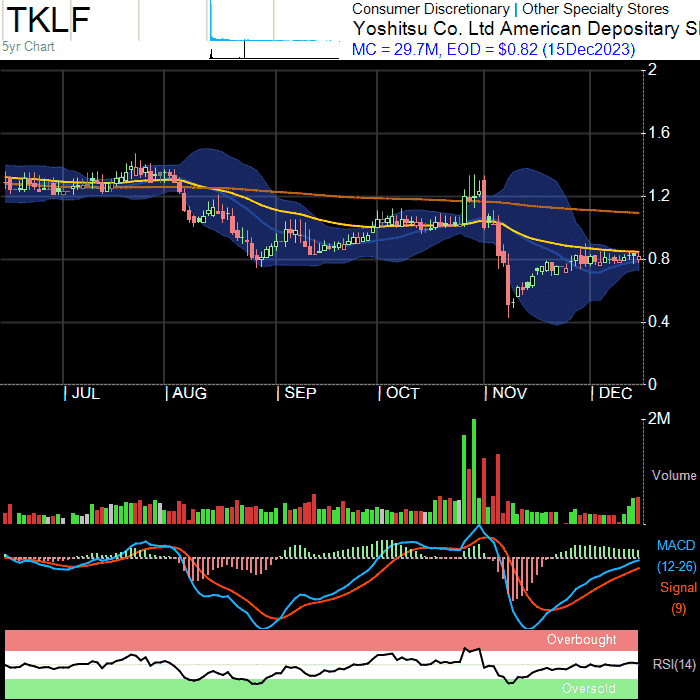 TKLF
5yr Chart
Consumer Discretionary | Other Specialty Stores
Yoshitsu Co. Ltd American Depositary
MC = 29.7M, EOD = $0.82 (15Dec2023)
2
1.6
1.2
0.8
0.4
0
| JUL | AUG | SEP | OCT | NOV | DEC
2M
Volume
MACD
(12-26)
Signal
(9)
Overbought
RSI(14)
Oversold